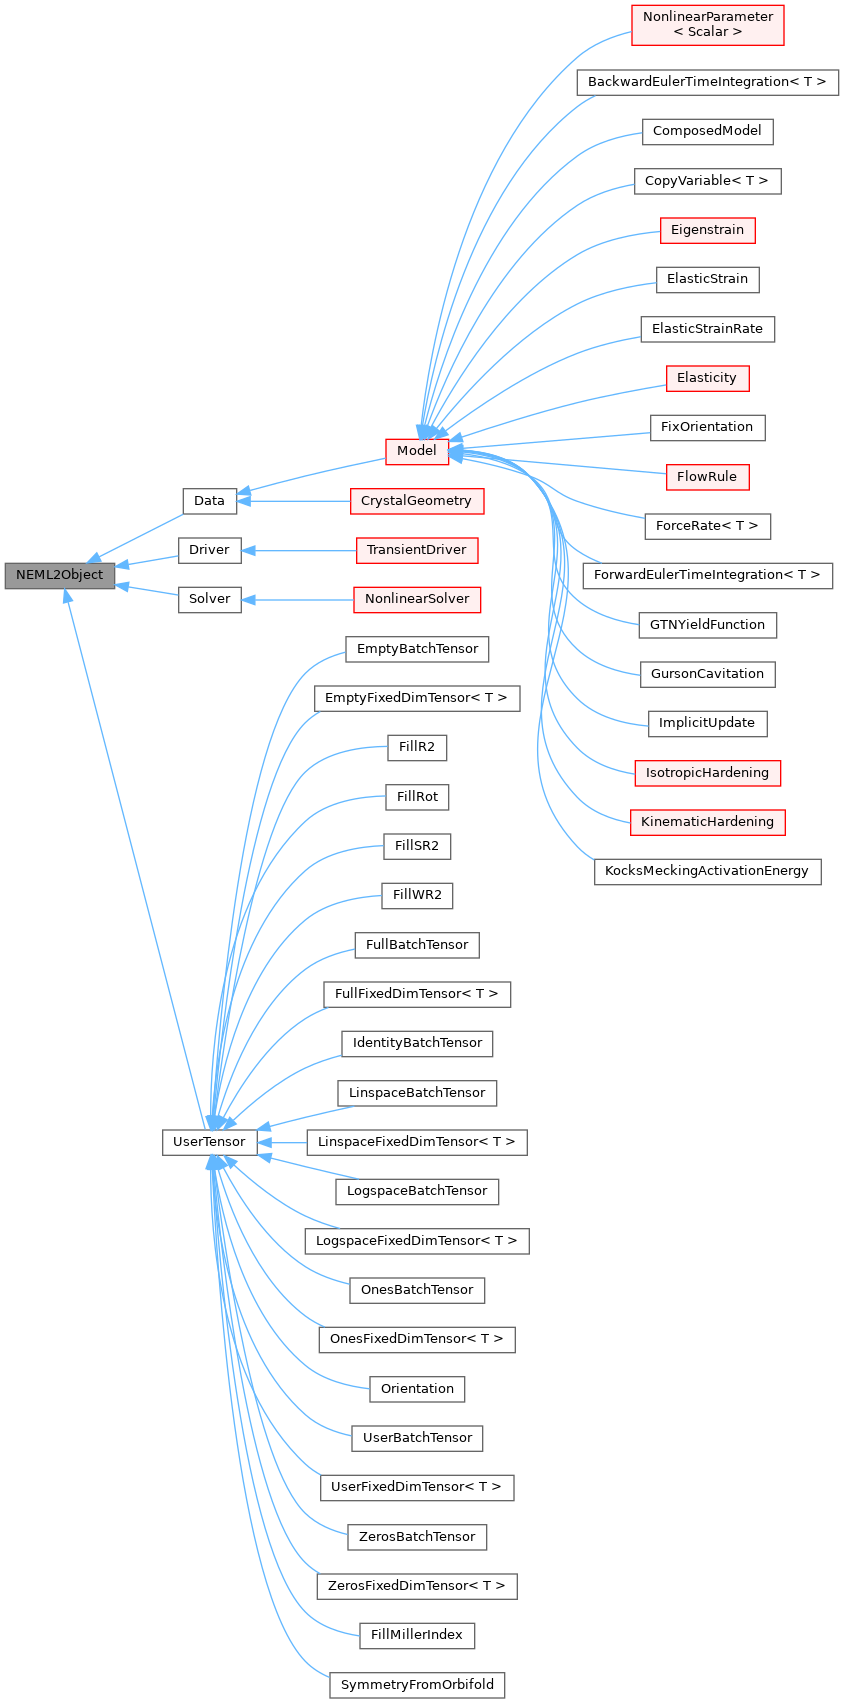 NonlinearParameter
< Scalar >
BackwardEulerTimeIntegration< T >
ComposedModel
CopyVariable< T >
Eigenstrain
ElasticStrain
ElasticStrainRate
Elasticity
FixOrientation
Model
FlowRule
Data
CrystalGeometry
ForceRate< T >
Driver
TransientDriver
NEML2Object
ForwardEulerTimeIntegration< T >
Solver
NonlinearSolver
GTNYieldFunction
EmptyBatchTensor
GursonCavitation
EmptyFixedDimTensor< T >
ImplicitUpdate
FillR2
IsotropicHardening
FillRot
KinematicHardening
FillSR2
KocksMeckingActivationEnergy
FillWR2
FullBatchTensor
FullFixedDimTensor< T >
IdentityBatchTensor
LinspaceBatchTensor
UserTensor
LinspaceFixedDimTensor< T >
LogspaceBatchTensor
LogspaceFixedDimTensor< T >
OnesBatchTensor
OnesFixedDimTensor< T >
Orientation
UserBatchTensor
UserFixedDimTensor< T >
ZerosBatchTensor
ZerosFixedDimTensor< T >
FillMillerIndex
SymmetryFromOrbifold